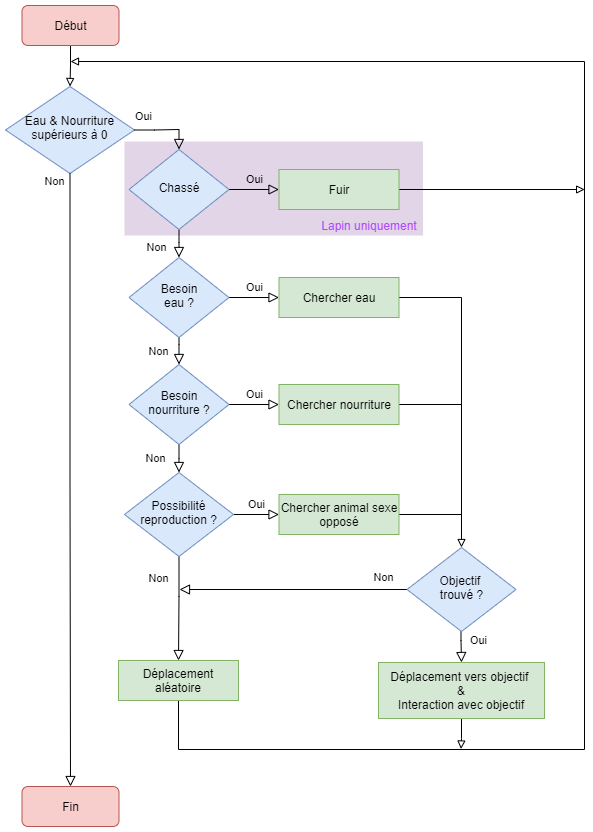 Début
Eau & Nourriture
supérieurs à 0
Oui
Non
Chassé
Oui
Fuir
Lapin uniquement
Non
Besoin
eau ?
Oui
Chercher eau
Non
Besoin
nourriture ?
Oui
Chercher nourriture
Non
Possibilité
reproduction ?
Oui
Chercher animal sexe
opposé
Non
Non
Objectif
trouvé ?
Oui
Déplacement
aléatoire
Déplacement vers objectif
&
Interaction avec objectif
Fin